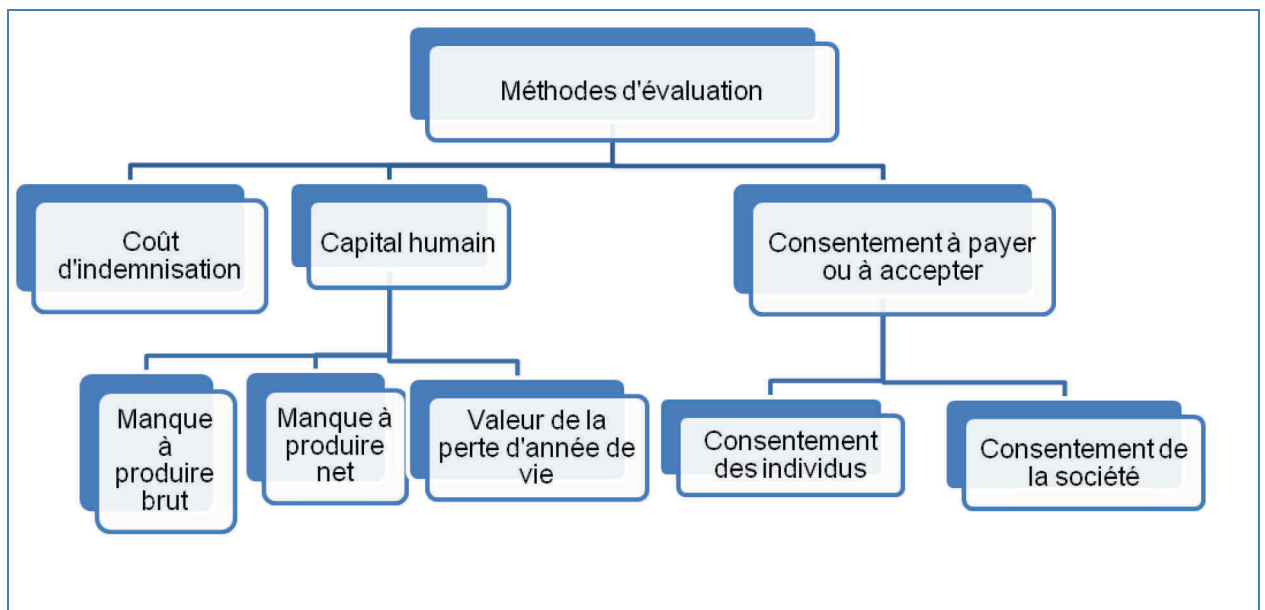 Méthodes d'évaluation
Coût
d'indemnisation
Capital humain
Consentement à payer
ou à accepter
Manque
à
produire
brut
Manque à
produire
net
Valeur de la
perte d'année de
vie
Consentement
des individus
Consentement de
la société